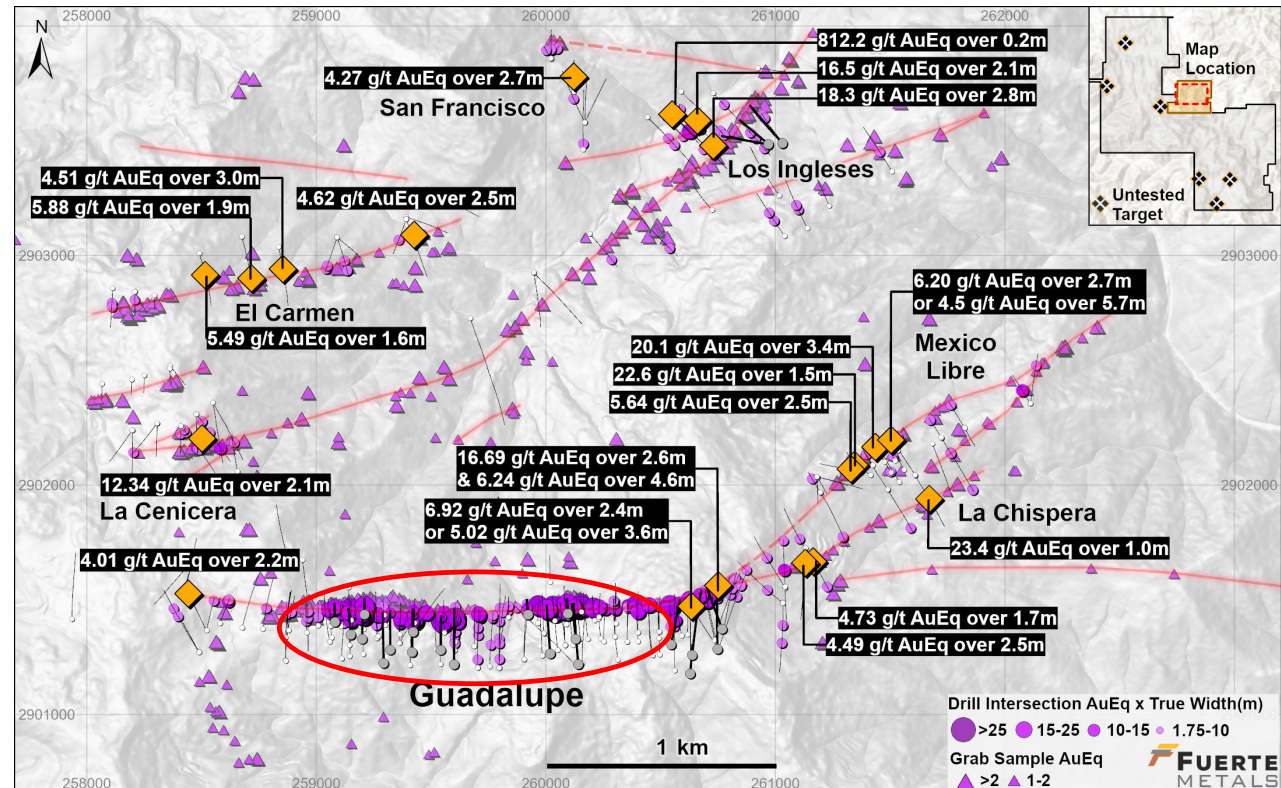 258000
259000
260000
261000
262000
N
812.2 g/t AuEq over 0.2m
16.5 g/t AuEq over 2.1m
18.3 g/t AuEq over 2.8m
4.27 g/t AuEq over 2.7m
San Francisco
Los Ingleses
Map
Location
Untested
Target
4.51 g/t AuEq over 3.0m
5.88 g/t AuEq over 1.9m
4.62 g/t AuEq over 2.5m
2903000
2903000
El Carmen
5.49 g/t AuEq over 1.6m
6.20 g/t AuEq over 2.7m
or 4.5 g/t AuEq over 5.7m
20.1 g/t AuEq over 3.4m
22.6 g/t AuEq over 1.5m
5.64 g/t AuEq over 2.5m
Mexico
Libre
16.69 g/t AuEq over 2.6m
& 6.24 g/t AuEq over 4.6m
12.34 g/t AuEq over 2.1m
La Cenicera
2902000
2902000
6.92 g/t AuEq over 2.4m
or 5.02 g/t AuEq over 3.6m
La Chispera
23.4 g/t AuEq over 1.0m
4.01 g/t AuEq over 2.2m
4.73 g/t AuEq over 1.7m
4.49 g/t AuEq over 2.5m
Guadalupe
2901000
1 km
Drill Intersection AuEq x True Width(m)
>25 15-25 10-15 1.75-10
Grab Sample AuEq
>2 1-2
FUERTE
METALS
258000
259000
260000
261000